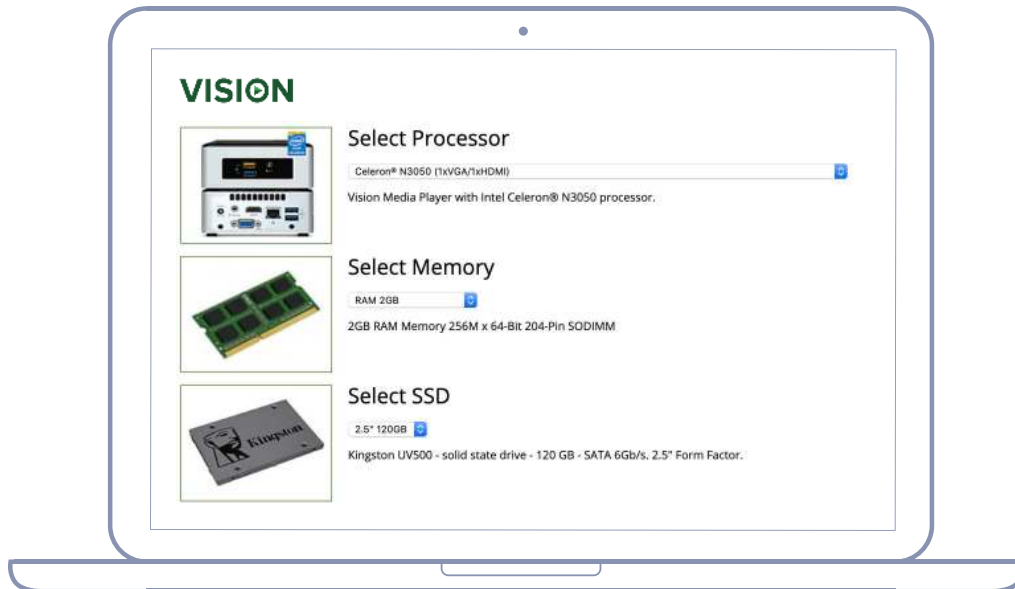 VISION
Select Processor
Celeron® N3050 (1xVGA/1xHDMI)
Vision Media Player with Intel Celeron® N3050 processor.
Select Memory
RAM 2GB
2GB RAM Memory 256M x 64-Bit 204-Pin SODIMM
Select SSD
2.5" 120GB
Kingston
Kingston UV500 - solid state drive - 120 GB - SATA 6Gb/s, 2.5" Form Factor.